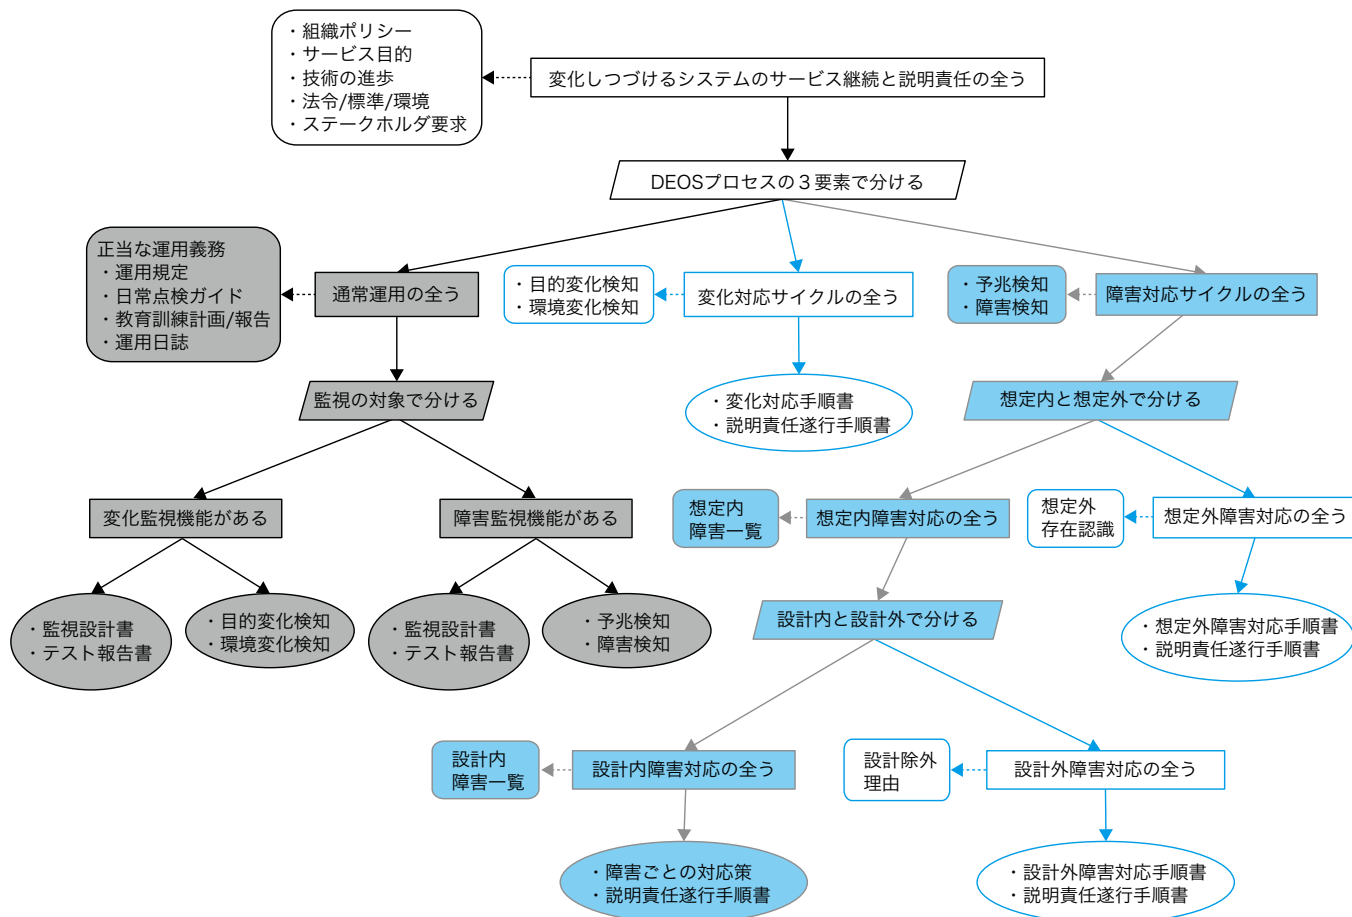 ・組織ポリシー
・サービス目的
・技術の進歩
・法令/標準/環境
・ステークホルダ要求
変化しつづけるシステムのサービス継続と説明責任の全う
DEOSプロセスの３要素で分ける
正当な運用義務
・運用規定
・日常点検ガイド
・教育訓練計画/報告
・運用日誌
通常運用の全う
・目的変化検知
・環境変化検知
変化対応サイクルの全う
・予兆検知
・障害検知
障害対応サイクルの全う
監視の対象で分ける
・変化対応手順書
・説明責任遂行手順書
想定内と想定外で分ける
変化監視機能がある
障害監視機能がある
想定内
障害一覧
想定内障害対応の全う
想定外
存在認識
想定外障害対応の全う
・監視設計書
・テスト報告書
・目的変化検知
・環境変化検知
・監視設計書
・テスト報告書
・予兆検知
・障害検知
設計内と設計外で分ける
・想定外障害対応手順書
・説明責任遂行手順書
設計内
障害一覧
設計内障害対応の全う
設計除外
理由
設計外障害対応の全う
・障害ごとの対応策
・説明責任遂行手順書
・設計外障害対応手順書
・説明責任遂行手順書